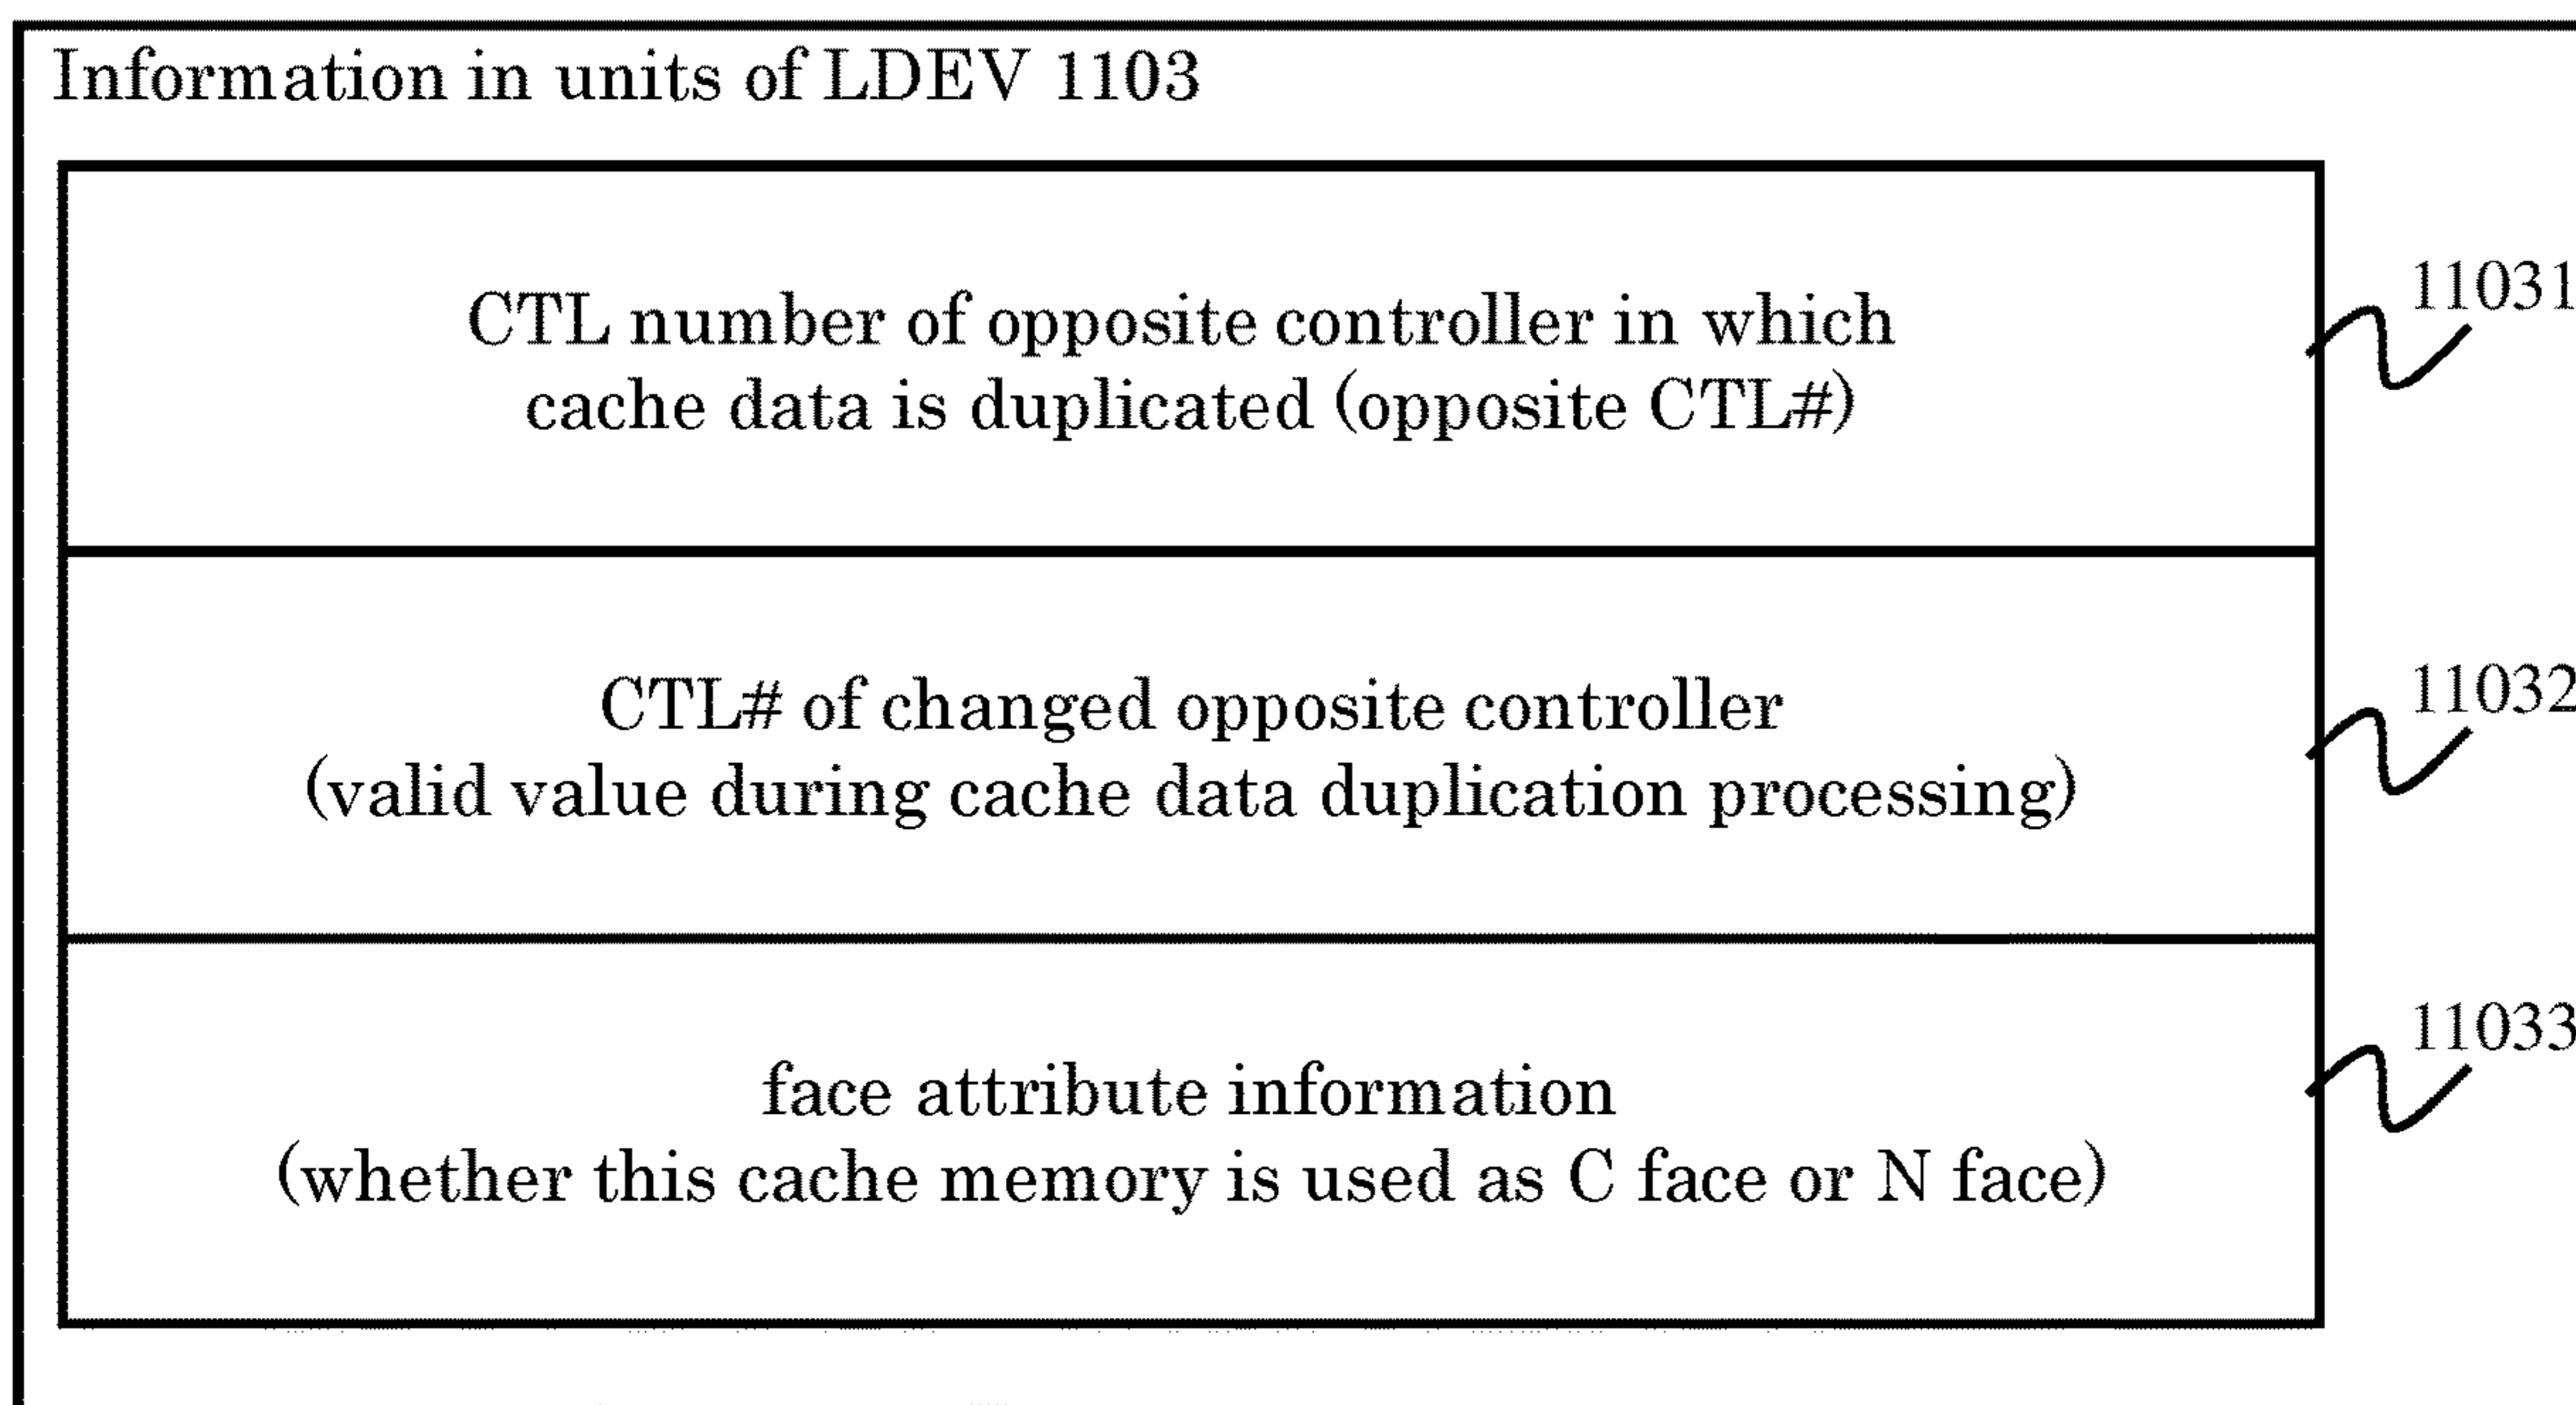 Information in units of LDEV 1103
CTL number of opposite controller in which
cache data is duplicated (opposite CTL#)
11031
CTL# of changed opposite controller
(valid value during cache data duplication processing)
11032
face attribute information
(whether this cache memory is used as C face or N face)
11033